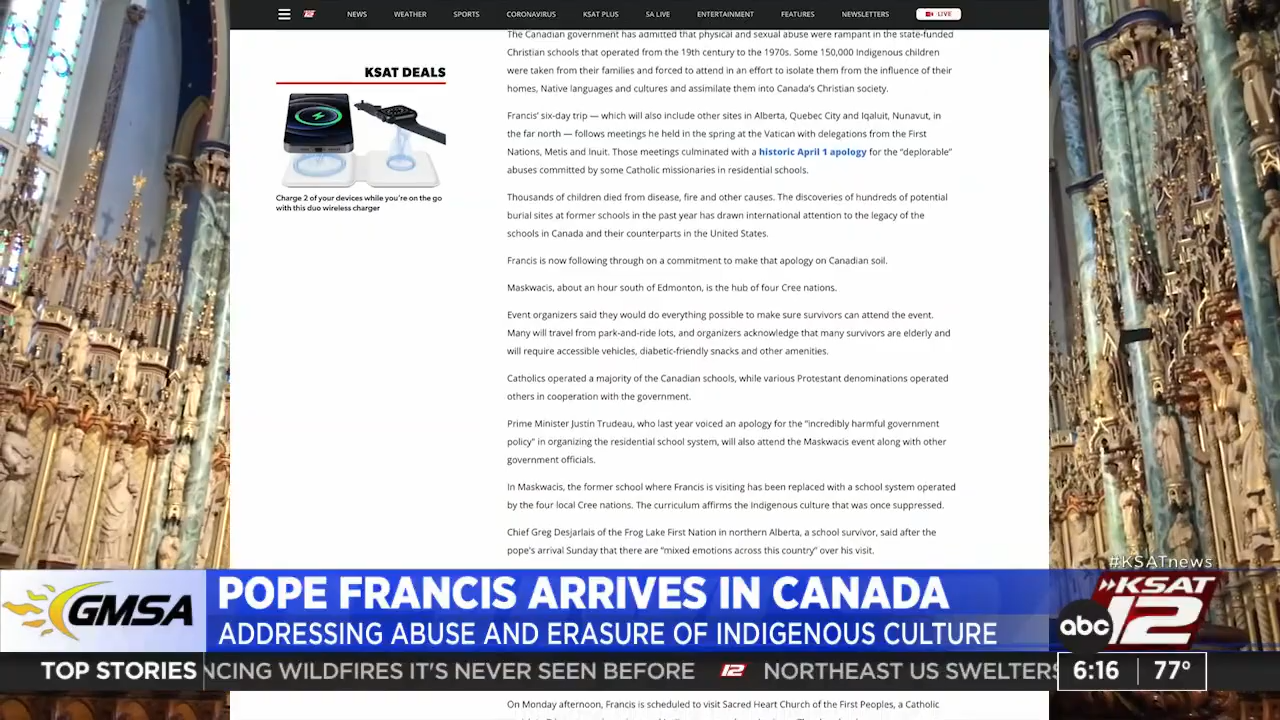 NEWS WEATHER SPORTS CORONAVIRUS KSAT PLUS SA LIVE ENTERTAINMENT FEATURES NEWSLETTERS LIVE
KSAT DEALS
Charge 2 of your devices while you're on the go
with this duo wireless charger
The Canadian government has admitted that physical and sexual abuse were rampant in the state-funded
Christian schools that operated from the 19th century to the 1970s. Some 150,000 Indigenous children
were taken from their families and forced to attend in an effort to isolate them from the influence of their
homes, Native languages and cultures and assimilate them into Canada's Christian society.
Francis' six-day trip — which will also include other sites in Alberta, Quebec City and Iqaluit, Nunavut, in
the far north — follows meetings he held in the spring at the Vatican with delegations from the First
Nations, Metis and Inuit. Those meetings culminated with a historic April 1 apology for the "deplorable"
abuses committed by some Catholic missionaries in residential schools.
Thousands of children died from disease, fire and other causes. The discoveries of hundreds of potential
burial sites at former schools in the past year has drawn international attention to the legacy of the
schools in Canada and their counterparts in the United States.
Francis is now following through on a commitment to make that apology on Canadian soil.
Maskwacis, about an hour south of Edmonton, is the hub of four Cree nations.
Event organizers said they would do everything possible to make sure survivors can attend the event.
Many will travel from park-and-ride lots, and organizers acknowledge that many survivors are elderly and
will require accessible vehicles, diabetic-friendly snacks and other amenities.
Catholics operated a majority of the Canadian schools, while various Protestant denominations operated
others in cooperation with the government.
Prime Minister Justin Trudeau, who last year voiced an apology for the "incredibly harmful government
policy" in organizing the residential school system, will also attend the Maskwacis event along with other
government officials.
In Maskwacis, the former school where Francis is visiting has been replaced with a school system operated
by the four local Cree nations. The curriculum affirms the Indigenous culture that was once suppressed.
Chief Greg Desjarlais of the Frog Lake First Nation in northern Alberta, a school survivor, said after the
pope's arrival Sunday that there are "mixed emotions across this country" over his visit.
#KSATnews
GMSA
POPE FRANCIS ARRIVES IN CANADA
ADDRESSING ABUSE AND ERASURE OF INDIGENOUS CULTURE
KSAT
abc 12
TOP STORIES NCING WILDFIRES IT'S NEVER SEEN BEFORE 12 NORTHEAST US SWELTERS
6:16 77°
On Monday afternoon, Francis is scheduled to visit Sacred Heart Church of the First Peoples, a Catholic